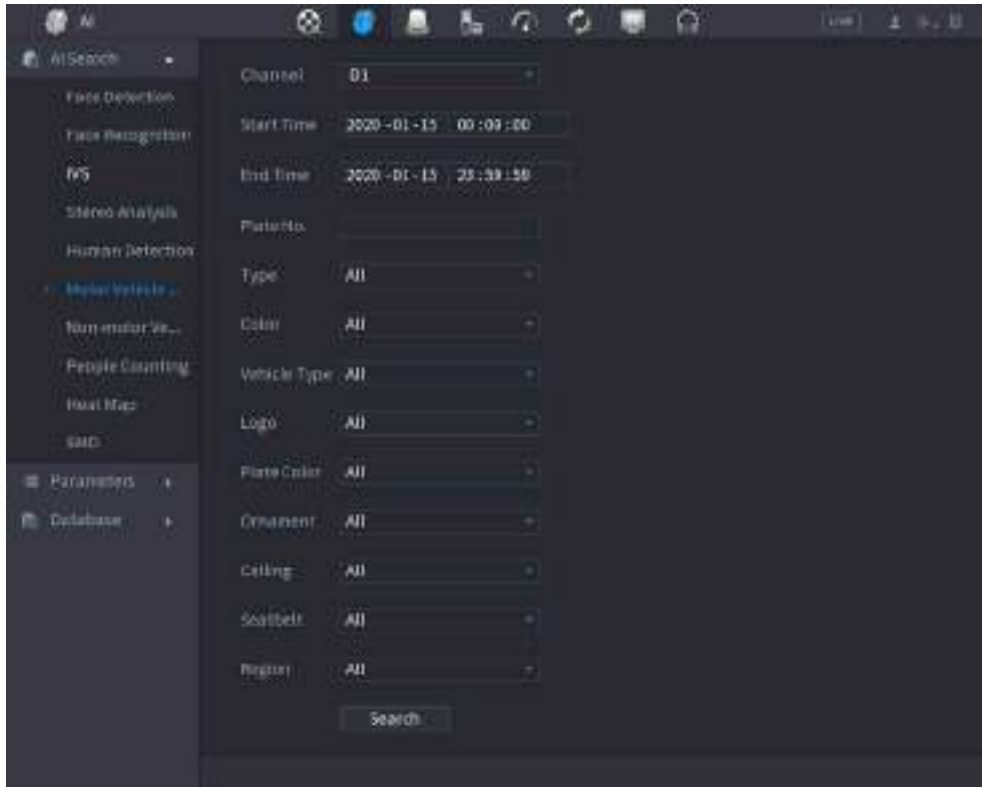 AI
LIVE
AI Search
Face Detection
Face Recognition
IVS
Stereo Analysis
Human Detection
Motor Vehicle ...
Non-motor Ve...
People Counting
Heat Map
SMD
Parameters
Database
Channel D1
Start Time 2020 -01 -15 00 :00 :00
End Time 2020 -01 -15 23 :59 :59
Plate No.
Type All
Color All
Vehicle Type All
Logo All
Plate Color All
Ornament All
Calling All
Seatbelt All
Region All
Search